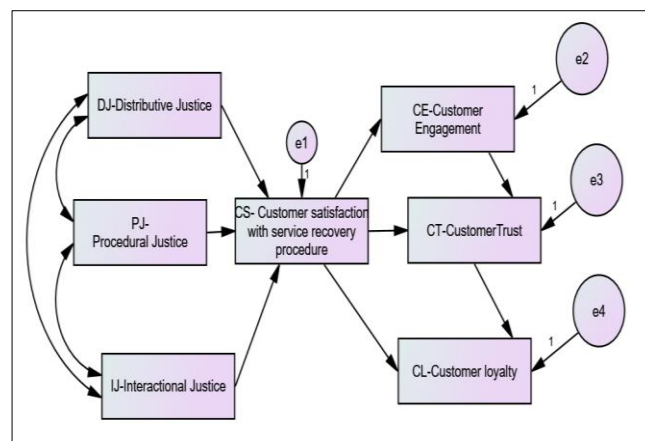 DJ-Distributive Justice
PJ-
Procedural Justice
IJ-Interactional Justice
e1
1
CS- Customer satisfaction
with service recovery
procedure
CE-Customer
Engagement
CT-CustomerTrust
CL-Customer loyalty
e2
1
e3
1
e4
1